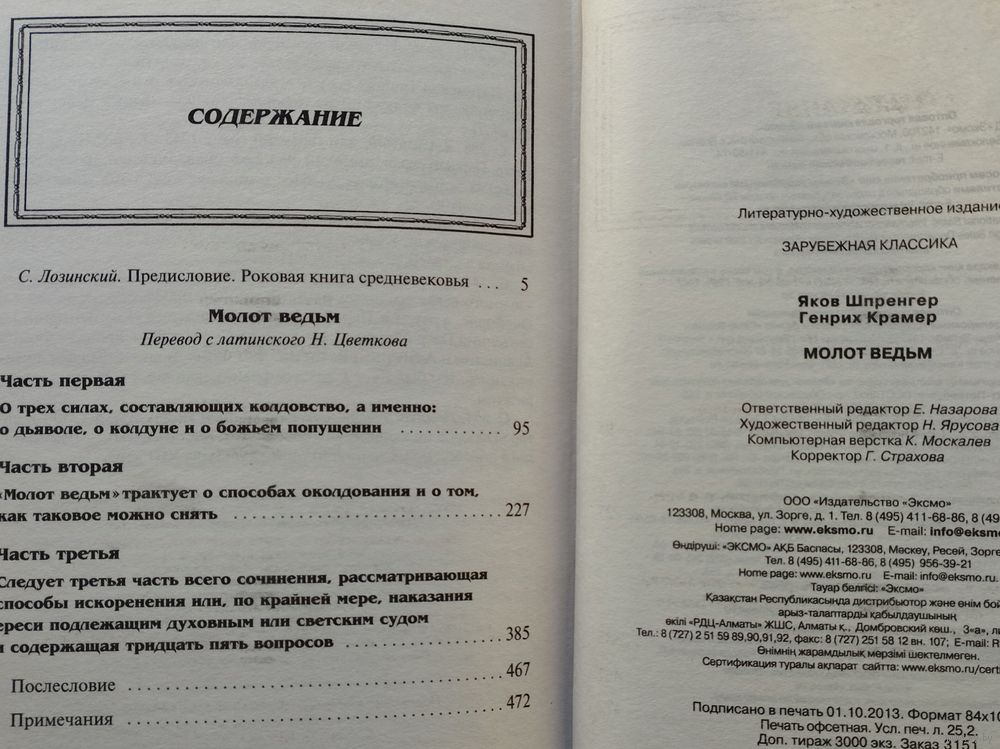 СОДЕРЖАНИЕ
С. Лозинский. Предисловие. Роковая книга средневековья ... 5
Молот ведьм
Перевод с латинского Н. Цветкова
Часть первая
О трех силах, составляющих колдовство, а именно:
о дьяволе, о колдуне и о божьем попущении ............ 95
Часть вторая
«Молот ведьм» трактует о способах околдования и о том,
как таковое можно снять ............ 227
Часть третья
Следует третья часть всего сочинения, рассматривающая
способы искоренения или, по крайней мере, наказания
ереси подлежащим духовным или светским судом
и содержащая тридцать пять вопросов ............ 385
Послесловие ............ 467
Примечания ............ 472
Литературно-художественное издание
ЗАРУБЕЖНАЯ КЛАССИКА
Яков Шпренгер
Генрих Крамер
МОЛОТ ВЕДЬМ
Ответственный редактор Е. Назарова
Художественный редактор Н. Ярусова
Компьютерная верстка К. Москалев
Корректор Г. Страхова
ООО «Издательство «Эксмо»
123308, Москва, ул. Зорге, д. 1. Тел. 8 (495) 411-68-86, 8 (495
Home page: www.eksmo.ru E-mail: info@eksmo
Өндіруші: «ЭКСМО» АҚБ Баспасы, 123308, Мәскеу, Ресей, Зорге
Тел. 8 (495) 411-68-86, 8 (495) 956-39-21
Home page: www.eksmo.ru E-mail: info@eksmo.ru.
Тауар белгісі: «Эксмо»
Қазақстан Республикасында дистрибьютор және өнім бой
арыз-талаптарды қабылдаушының
өкілі «РДЦ-Алматы» ЖШС, Алматы қ., Домбровский көш., 3«а», ли
Тел.: 8 (727) 2 51 59 89,90,91,92, факс: 8 (727) 251 58 12 вн. 107; E-mail: R
Өнімнің жарамдылық мерзімі шектелмеген.
Сертификация туралы ақпарат сайтта: www.eksmo.ru/certi
Подписано в печать 01.10.2013. Формат 84x10
Печать офсетная. Усл. печ. л. 25,2.
Доп. тираж 3000 экз. Заказ 3151